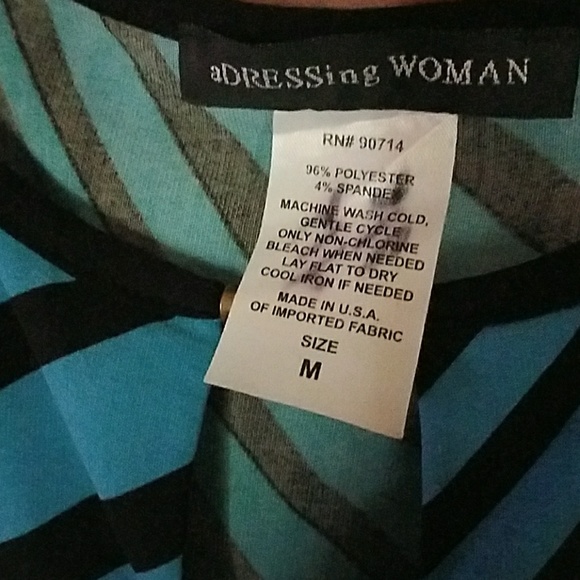 aDRESSing WOMAN
RN# 90714
96% POLYESTER
4% SPANDEX
MACHINE WASH COLD,
GENTLE CYCLE
ONLY NON-CHLORINE
BLEACH WHEN NEEDED
LAY FLAT TO DRY
COOL IRON IF NEEDED
MADE IN U.S.A.
OF IMPORTED FABRIC
SIZE
M